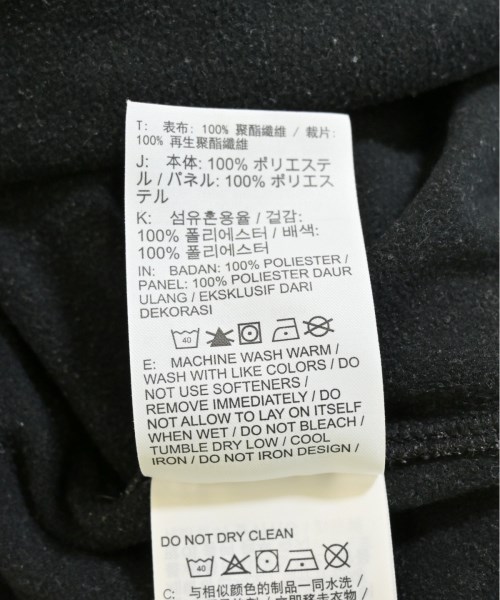 T: 表布: 100% 聚酯纖維 / 裁片:
100% 再生聚酯纖維
J: 本体: 100% ポリエステ
ル / パネル: 100% ポリエス
テル
K: 섬유혼용율 / 겉감:
100% 폴리에스터 / 배색:
100% 폴리에스터
IN: BADAN: 100% POLIESTER /
PANEL: 100% POLIESTER DAUR
ULANG / EKSKLUSIF DARI
DEKORASI
40
E: MACHINE WASH WARM /
WASH WITH LIKE COLORS / DO
NOT USE SOFTENERS /
REMOVE IMMEDIATELY / DO
NOT ALLOW TO LAY ON ITSELF
WHEN WET / DO NOT BLEACH /
TUMBLE DRY LOW / COOL
IRON / DO NOT IRON DESIGN /
DO NOT DRY CLEAN
40
C: 与相似颜色的制品一同水洗 /